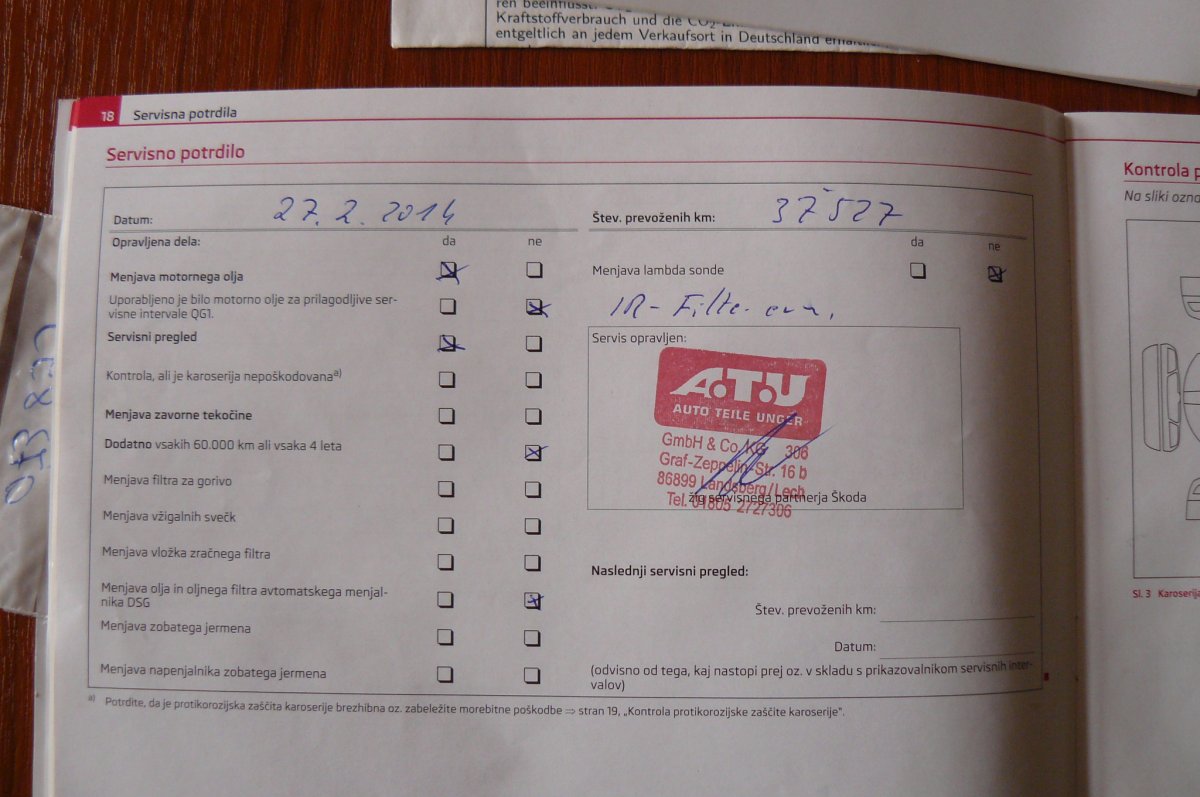 Kraftstoffverbrauch und die CO₂-
entgeltlich an jedem Verkaufsort in Deutschland
18 Servisna potrdila
Servisno potrdilo
Datum: 27.2.2014 Štev. prevoženih km: 37527
Opravljena dela: da ne
da ne
Menjava motornega olja
Menjava lambda sonde
Uporabljeno je bilo motorno olje za prilagodljive ser-
visne intervale QG1.
Servisni pregled
Kontrola, ali je karoserija nepoškodovana a)
Menjava zavorne tekočine
Dodatno vsakih 60.000 km ali vsaka 4 leta
Menjava filtra za gorivo
Menjava vžigalnih svečk
Menjava vložka zračnega filtra
Menjava olja in oljnega filtra avtomatskega menjal-
nika DSG
Menjava zobatega jermena
Menjava napenjalnika zobatega jermena
Servis opravljen:
A.T.U
AUTO TEILE UNGER
GmbH & Co. KG 306
Graf-Zeppelin-Str. 16 b
86899 Landsberg/Lech
Tel. 01805 2727306
žig servisnega partnerja Škoda
Naslednji servisni pregled:
Štev. prevoženih km:
Datum:
(odvisno od tega, kaj nastopi prej oz. v skladu s prikazovalnikom servisnih inter-
valov)
a) Potrdite, da je protikorozijska zaščita karoserije brezhibna oz. zabeležite morebitne poškodbe ⇒ stran 19, „Kontrola protikorozijske zaščite karoserije".
Kontrola
Na sliki
Sl. 3 Karoserija